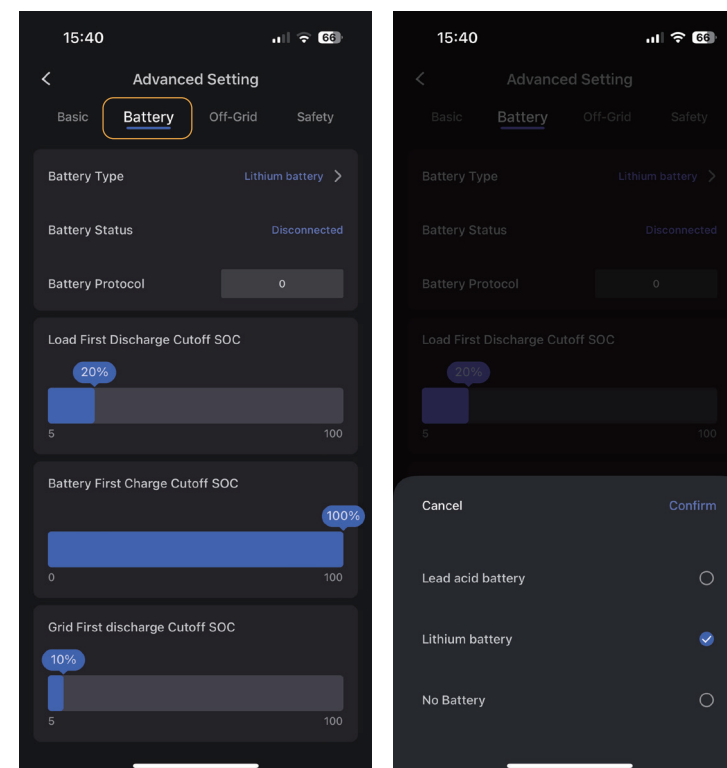 15:40
66
Advanced Setting
Basic Battery Off-Grid Safety
Battery Type Lithium battery
Battery Status Disconnected
Battery Protocol 0
Load First Discharge Cutoff SOC
20%
5 100
Battery First Charge Cutoff SOC
100%
0 100
Grid First discharge Cutoff SOC
10%
5 100
15:40
66
Advanced Setting
Basic Battery Off-Grid Safety
Battery Type Lithium battery
Battery Status Disconnected
Battery Protocol 0
Load First Discharge Cutoff SOC
20%
5 100
Cancel Confirm
Lead acid battery
Lithium battery
No Battery